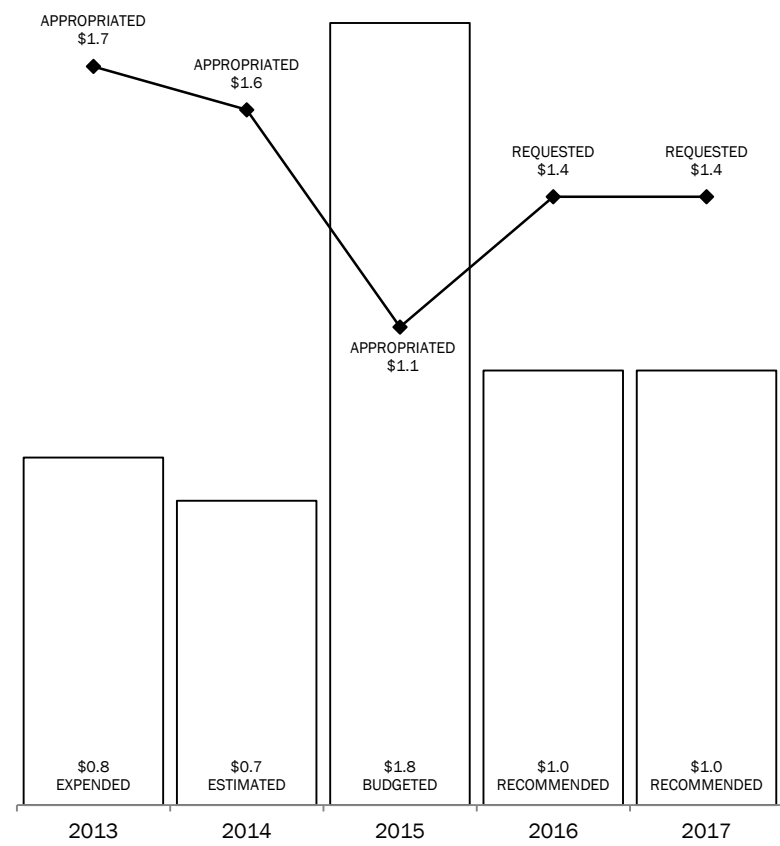 APPROPRIATED
$1.7
APPROPRIATED
$1.6
REQUESTED
$1.4
REQUESTED
$1.4
APPROPRIATED
$1.1
$0.8
EXPENDED
$0.7
ESTIMATED
$1.8
BUDGETED
$1.0
RECOMMENDED
$1.0
RECOMMENDED
2013
2014
2015
2016
2017